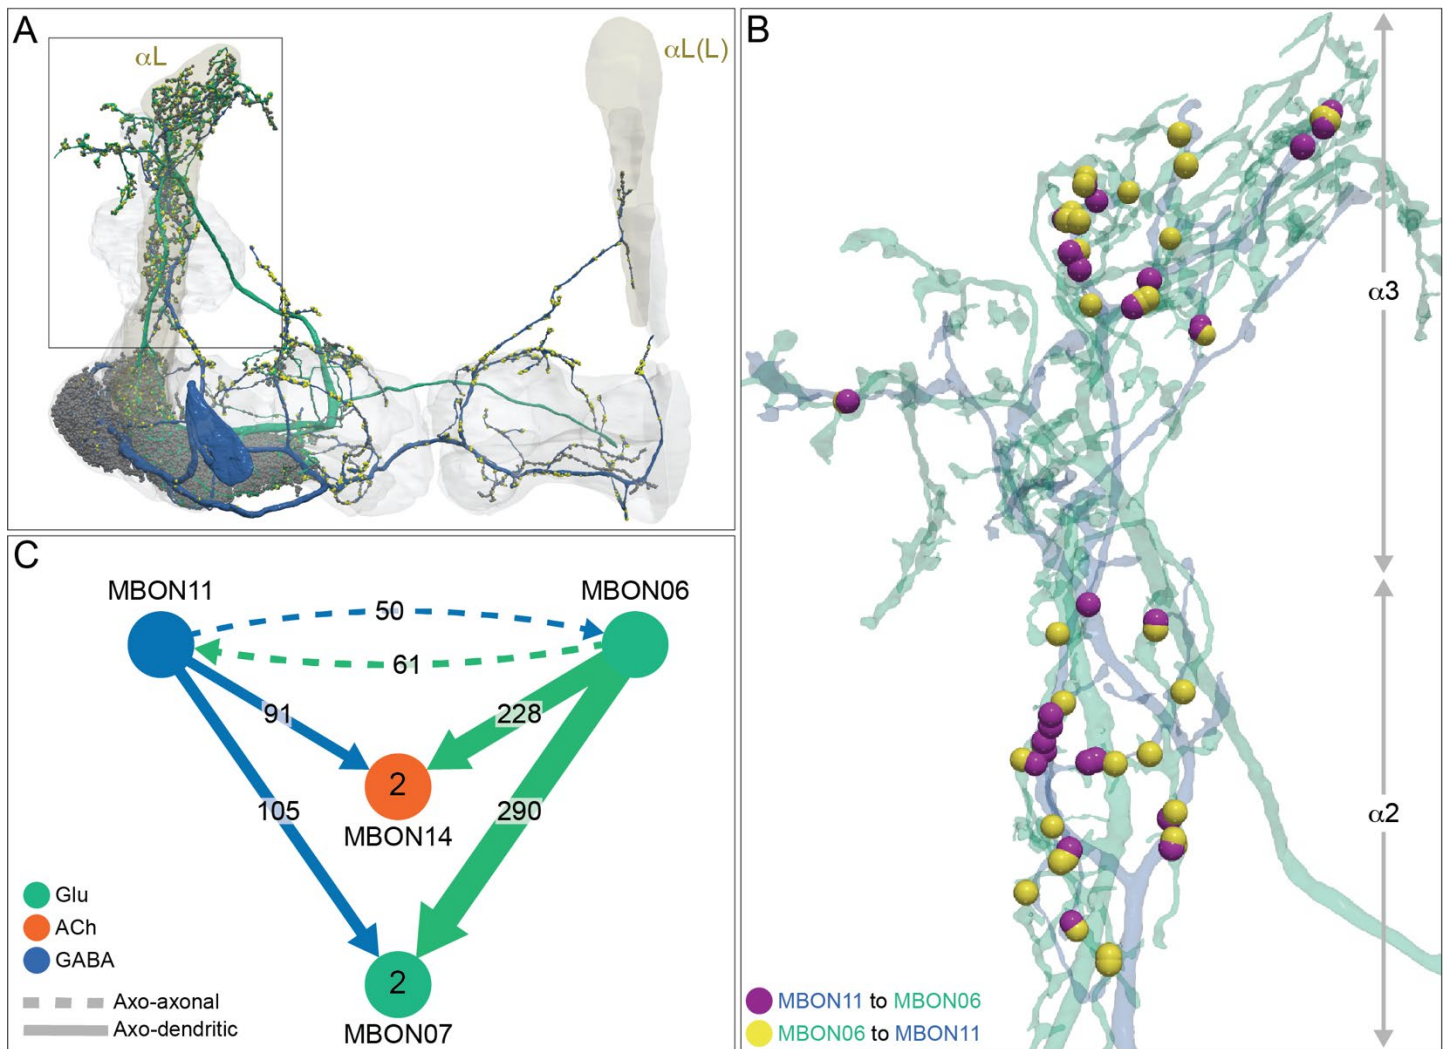 A
αL
αL(L)
B
α3
α2
MBON11 to MBON06
MBON06 to MBON11
C
MBON11
MBON06
50
61
91
228
2
MBON14
105
290
2
MBON07
Glu
ACh
GABA
Axo-axonal
Axo-dendritic